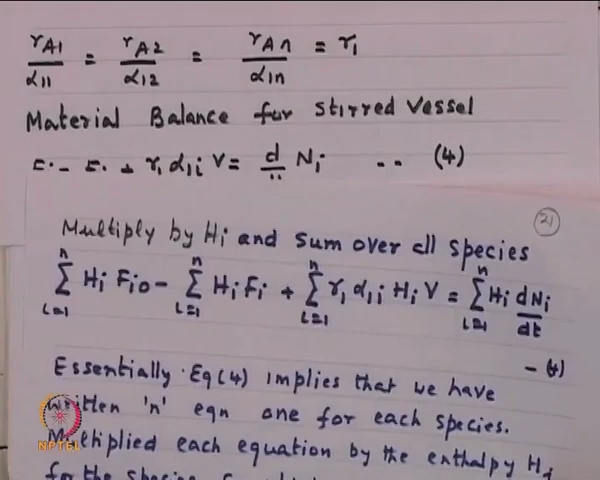 rA1/α11 = rA2/α12 = rAn/α1n = r1
Material Balance for stirred vessel
+ r1 α1i V = d/ Ni .. (4)
21
Multiply by Hi and sum over all species
n∑i=1 Hi Fio - n∑i=1 Hi Fi + n∑i=1 r1 α1i Hi V = n∑i=1 Hi dNi/dt
- (4)
Essentially Eq(4) implies that we have
written 'n' eqn one for each species.
Multiplied each equation by the enthalpy Hi
for the species
NPTEL